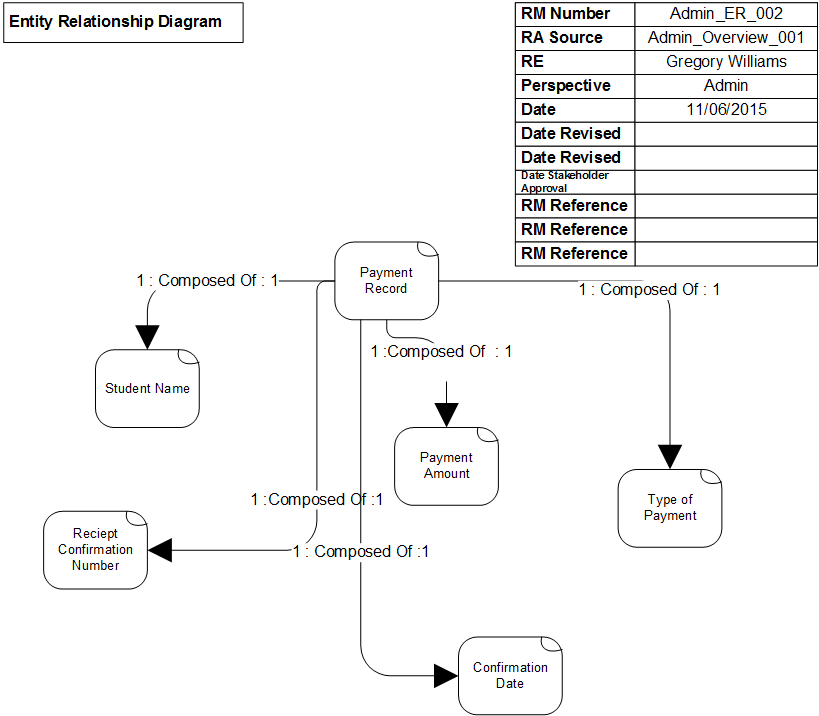 Entity Relationship Diagram
RM Number Admin_ER_002
RA Source Admin_Overview_001
RE Gregory Williams
Perspective Admin
Date 11/06/2015
Date Revised
Date Revised
Date Stakeholder
Approval
RM Reference
RM Reference
RM Reference
Payment
Record
1 : Composed Of : 1
1 : Composed Of : 1
1 :Composed Of  : 1
Student Name
Payment
Amount
Type of
Payment
1 :Composed Of :1
Reciept
Confirmation
Number
1 : Composed Of :1
Confirmation
Date